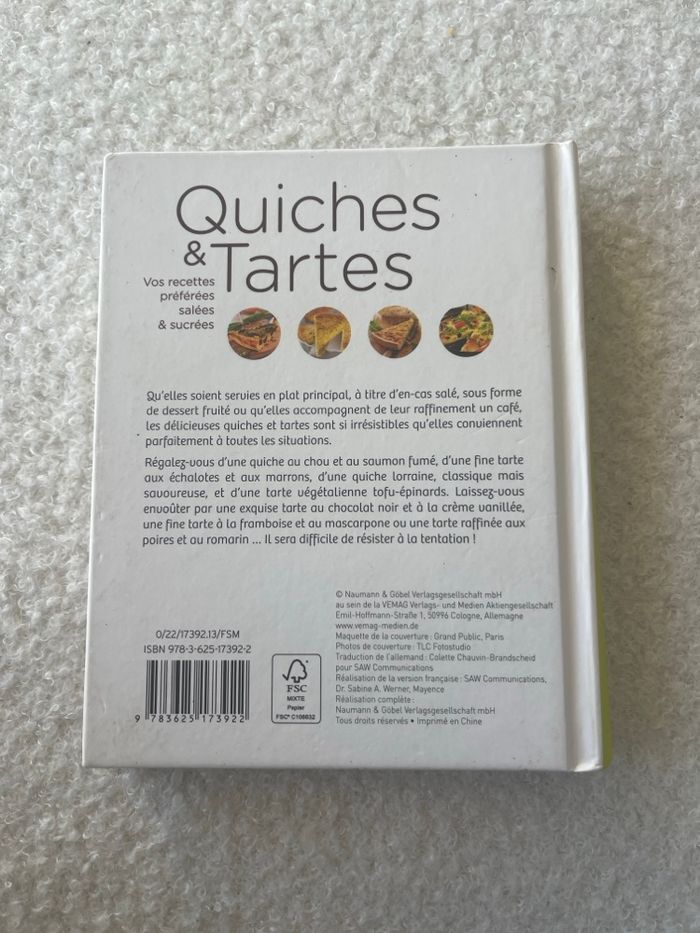 Quiches
& Tartes
Vos recettes
préférées
salées
& sucrées
Qu'elles soient servies en plat principal, à titre d'en-cas salé, sous forme
de dessert fruité ou qu'elles accompagnent de leur raffinement un café,
les délicieuses quiches et tartes sont si irrésistibles qu'elles conviennent
parfaitement à toutes les situations.
Régalez-vous d'une quiche au chou et au saumon fumé, d'une fine tarte
aux échalotes et aux marrons, d'une quiche lorraine, classique mais
savoureuse, et d'une tarte végétalienne tofu-épinards. Laissez-vous
envoûter par une exquise tarte au chocolat noir et à la crème vanillée,
une fine tarte à la framboise et au mascarpone ou une tarte raffinée aux
poires et au romarin ... Il sera difficile de résister à la tentation !
© Naumann & Göbel Verlagsgesellschaft mbH
au sein de la VEMAG Verlags- und Medien Aktiengesellschaft
Emil-Hoffmann-Straße 1, 50996 Cologne, Allemagne
www.vemag-medien.de
Maquette de la couverture : Grand Public, Paris
Photos de couverture : TLC Fotostudio
Traduction de l'allemand : Colette Chauvin-Brandscheid
pour SAW Communications
Réalisation de la version française : SAW Communications,
Dr. Sabine A. Werner, Mayence
Réalisation complète :
Naumann & Göbel Verlagsgesellschaft mbH
Tous droits réservés • Imprimé en Chine
0/22/17392.13/FSM
ISBN 978-3-625-17392-2
9 783625 173922
FSC
MIXTE
Papier
FSC® C106632